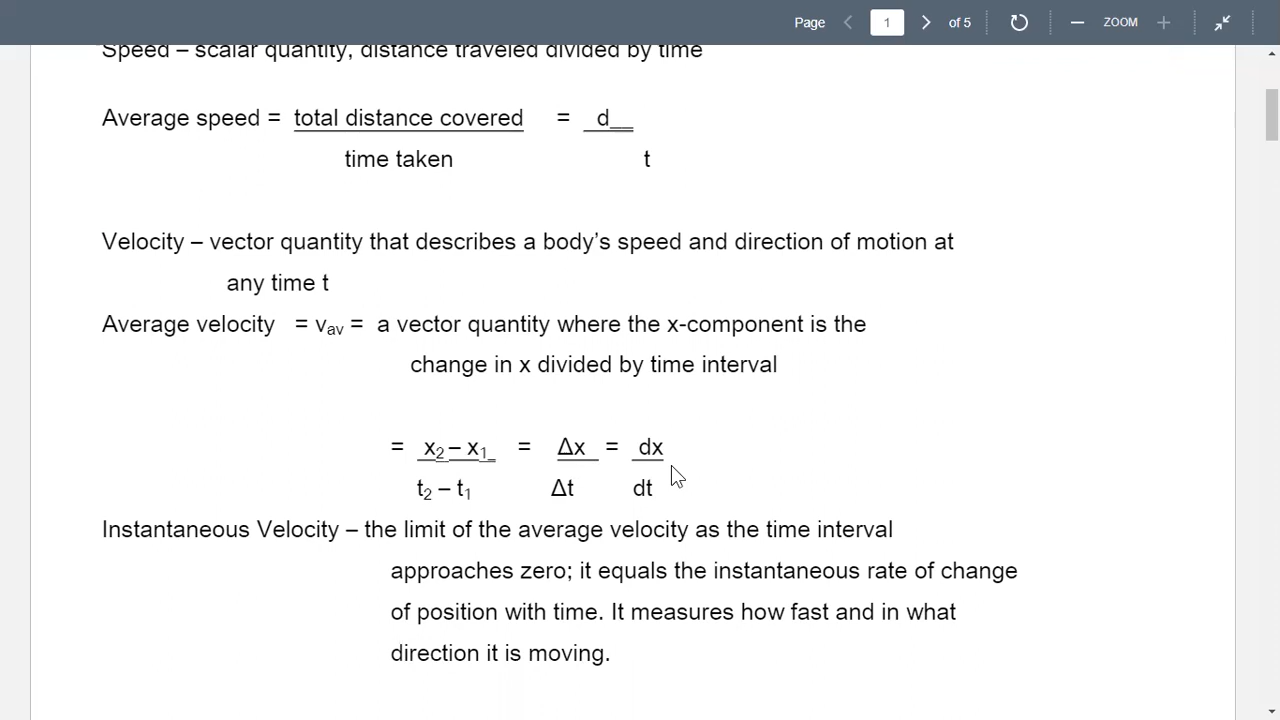 Page 1 of 5 ZOOM
Speed – scalar quantity, distance traveled divided by time
Average speed = total distance covered = d__
time taken t
Velocity – vector quantity that describes a body’s speed and direction of motion at
any time t
Average velocity = vav = a vector quantity where the x-component is the
change in x divided by time interval
= x2 – x1_ = Δx = dx
t2 – t1 Δt dt
Instantaneous Velocity – the limit of the average velocity as the time interval
approaches zero; it equals the instantaneous rate of change
of position with time. It measures how fast and in what
direction it is moving.